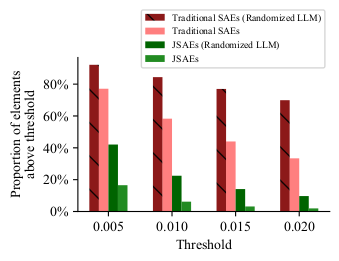 Traditional SAEs (Randomized LLM)
Traditional SAEs
JSAEs (Randomized LLM)
JSAEs
Proportion of elements
above threshold
80%
60%
40%
20%
0%
0.005 0.010 0.015 0.020
Threshold